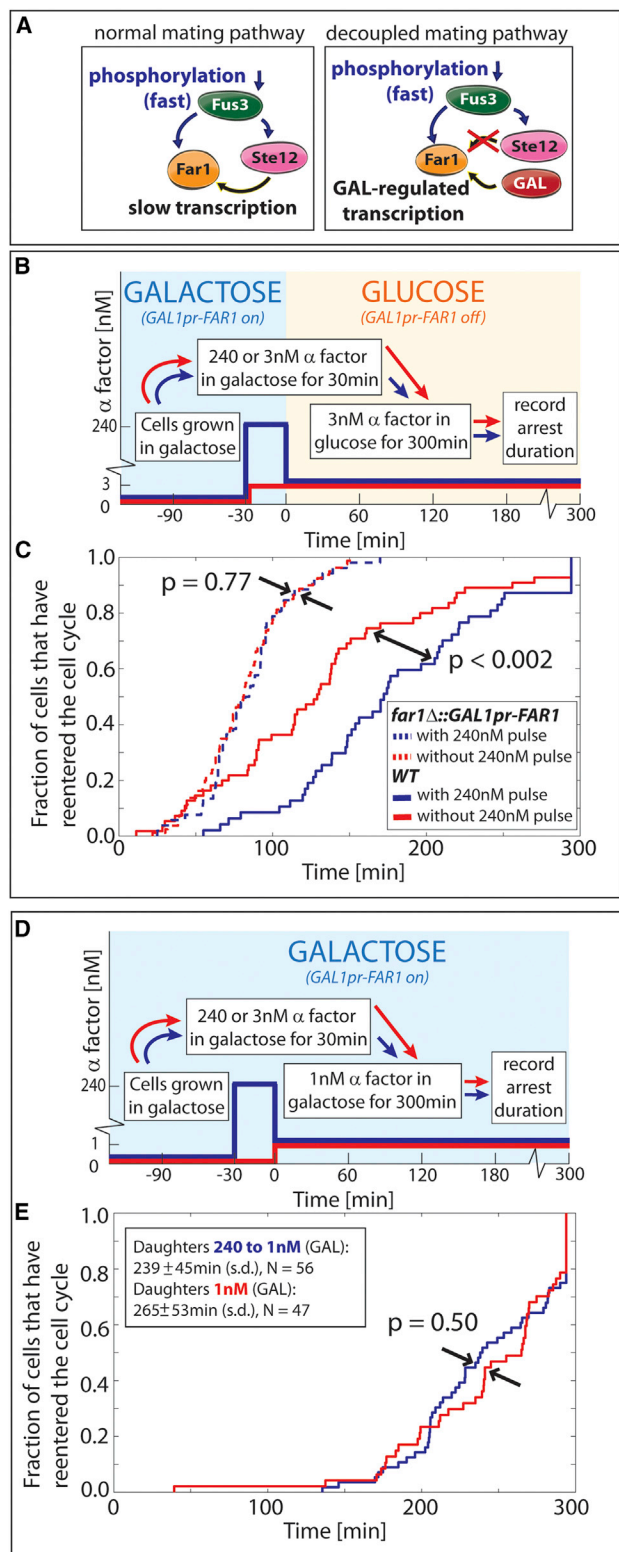 A
normal mating pathway
decoupled mating pathway
phosphorylation
(fast)
Fus3
Far1
Ste12
slow transcription
phosphorylation
(fast)
Fus3
Far1
Ste12
GAL
GAL-regulated
transcription
B
GALACTOSE
(GAL1pr-FAR1 on)
GLUCOSE
(GAL1pr-FAR1 off)
α factor [nM]
240
3
0
240 or 3nM α factor
in galactose for 30min
Cells grown
in galactose
3nM α factor in
glucose for 300min
record
arrest
duration
-90
-30
0
60
120
180
300
Time [min]
C
Fraction of cells that have
reentered the cell cycle
1.0
0.8
0.6
0.4
0.2
0.0
p = 0.77
p < 0.002
far1Δ::GAL1pr-FAR1
with 240nM pulse
without 240nM pulse
WT
with 240nM pulse
without 240nM pulse
0
100
200
300
Time [min]
D
GALACTOSE
(GAL1pr-FAR1 on)
α factor [nM]
240
1
0
240 or 3nM α factor
in galactose for 30min
Cells grown
in galactose
1nM α factor in
galactose for 300min
record
arrest
duration
-90
-30
0
60
120
180
300
Time [min]
E
Fraction of cells that have
reentered the cell cycle
1.0
0.8
0.6
0.4
0.2
0.0
Daughters 240 to 1nM (GAL):
239±45min (s.d.), N = 56
Daughters 1nM (GAL):
265±53min (s.d.), N = 47
p = 0.50
0
100
200
300
Time [min]